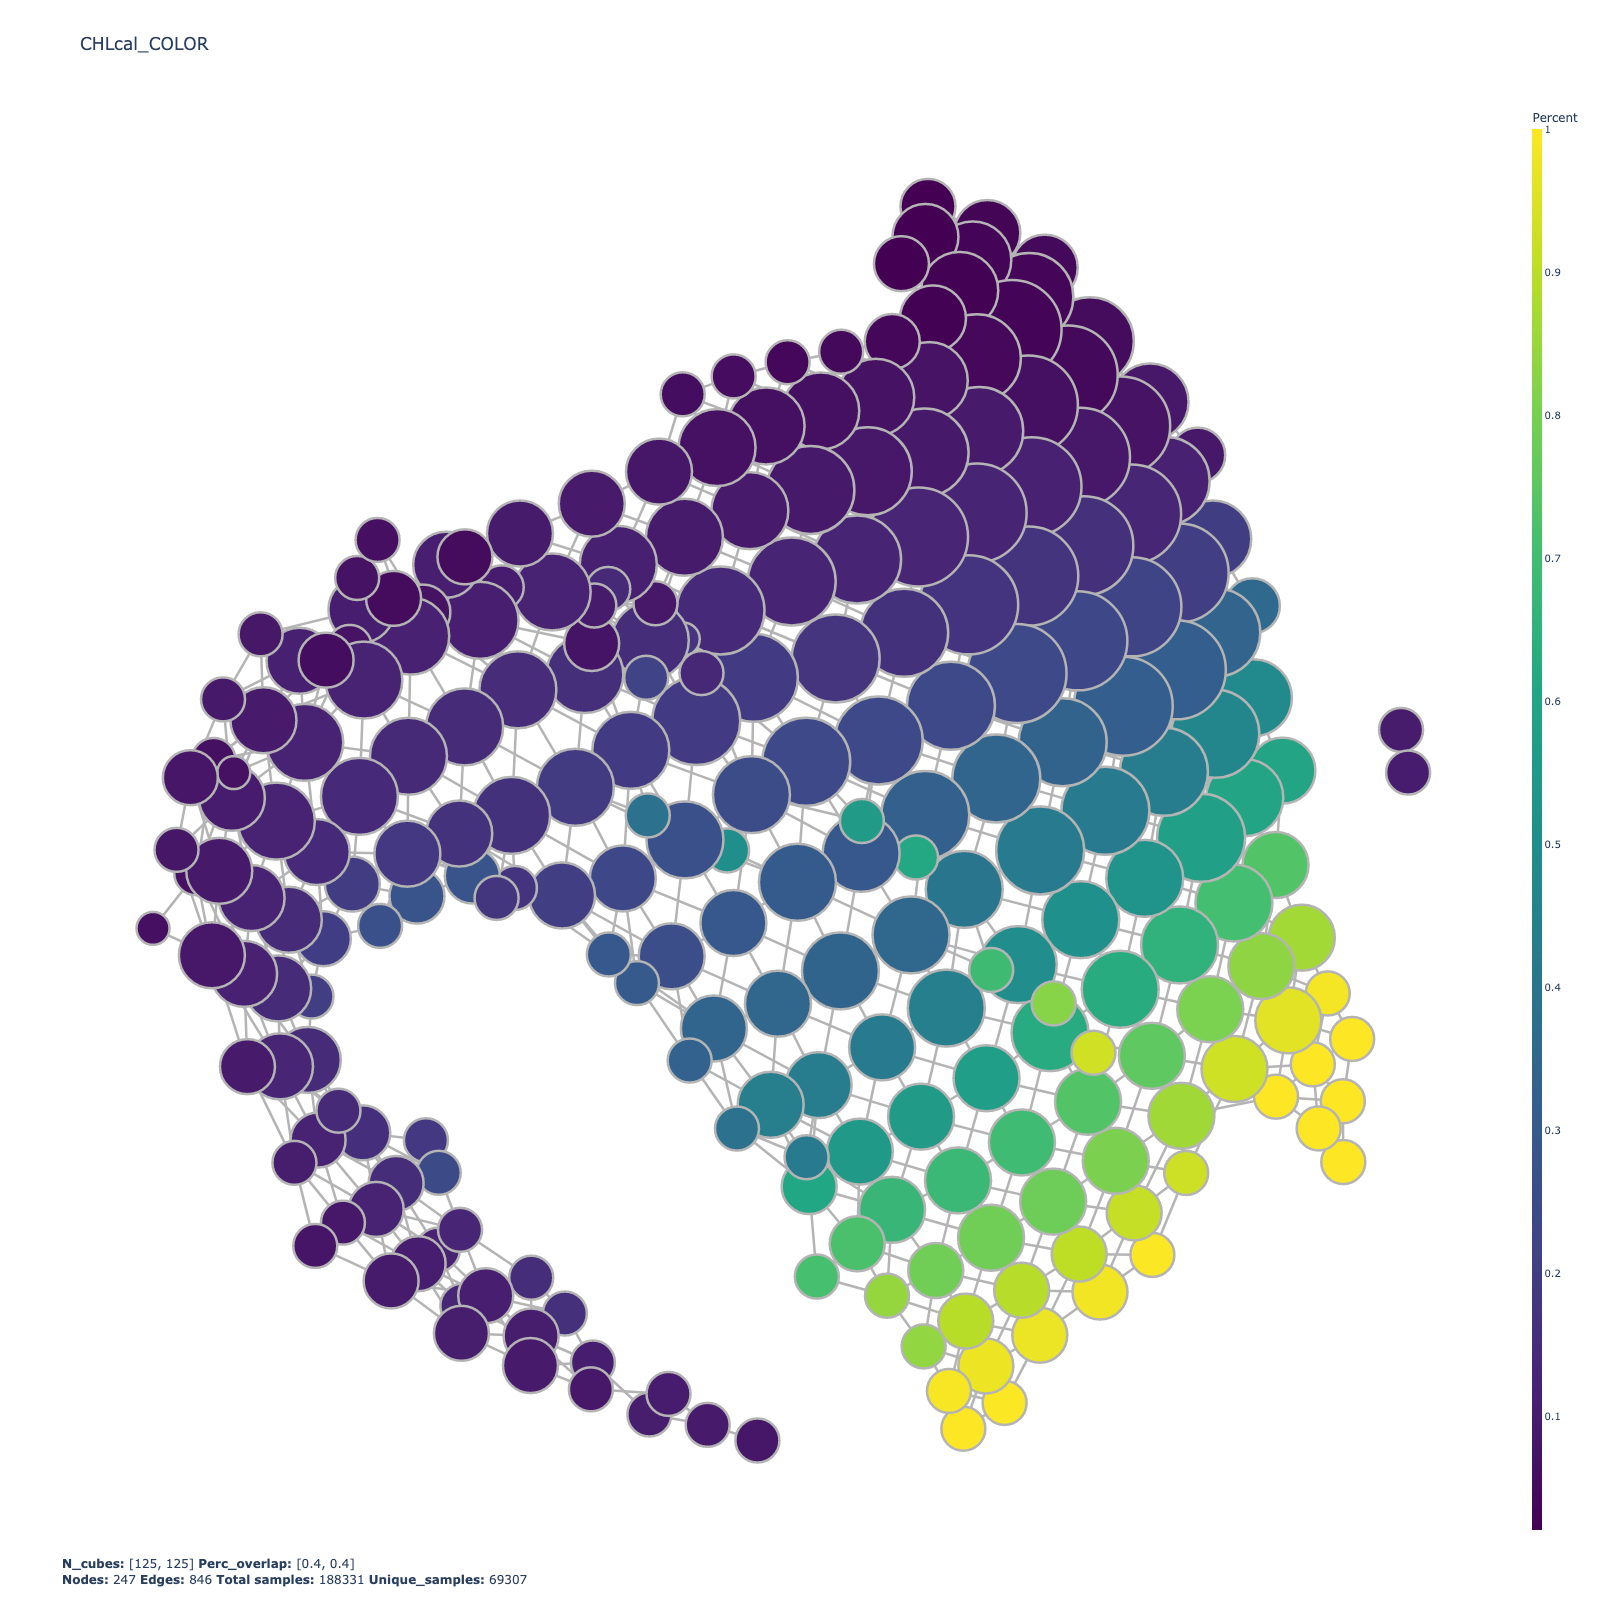 CHLcal_COLOR
Percent
1
0.9
0.8
0.7
0.6
0.5
0.4
0.3
0.2
0.1
N_cubes: [125, 125] Perc_overlap: [0.4, 0.4]
Nodes: 247 Edges: 846 Total samples: 188331 Unique_samples: 69307